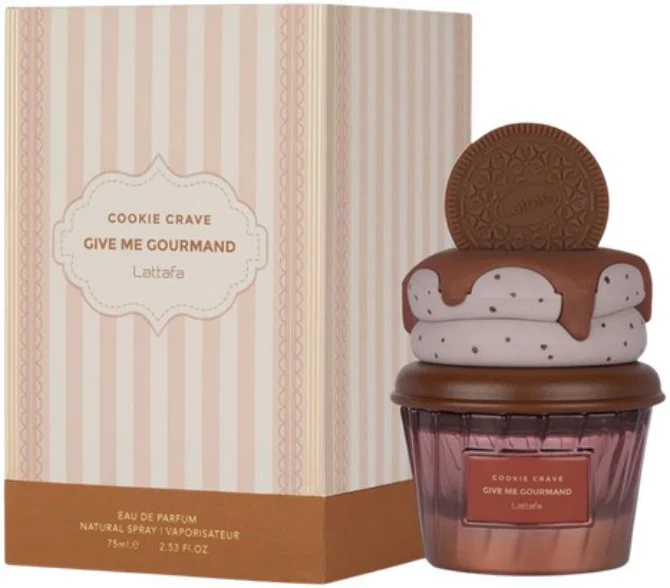 COOKIE CRAVE
GIVE ME GOURMAND
Lattafa
EAU DE PARFUM
NATURAL SPRAY / VAPORISATEUR
75ml e 2.53 Fl.OZ.
Lattafa
COOKIE CRAVE
GIVE ME GOURMAND
Lattafa